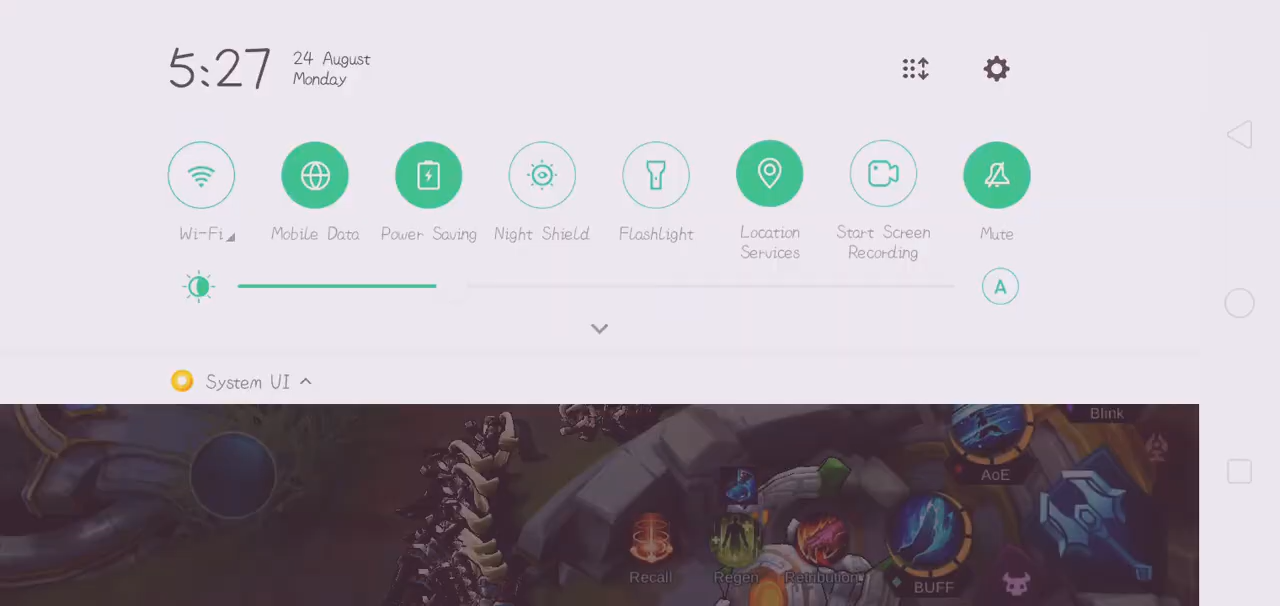 5:27
24 August
Monday
Wi-Fi
Mobile Data
Power Saving
Night Shield
Flashlight
Location
Services
Start Screen
Recording
Mute
A
System UI
Blink
AoE
Recall
Regen
Retribution
BUFF